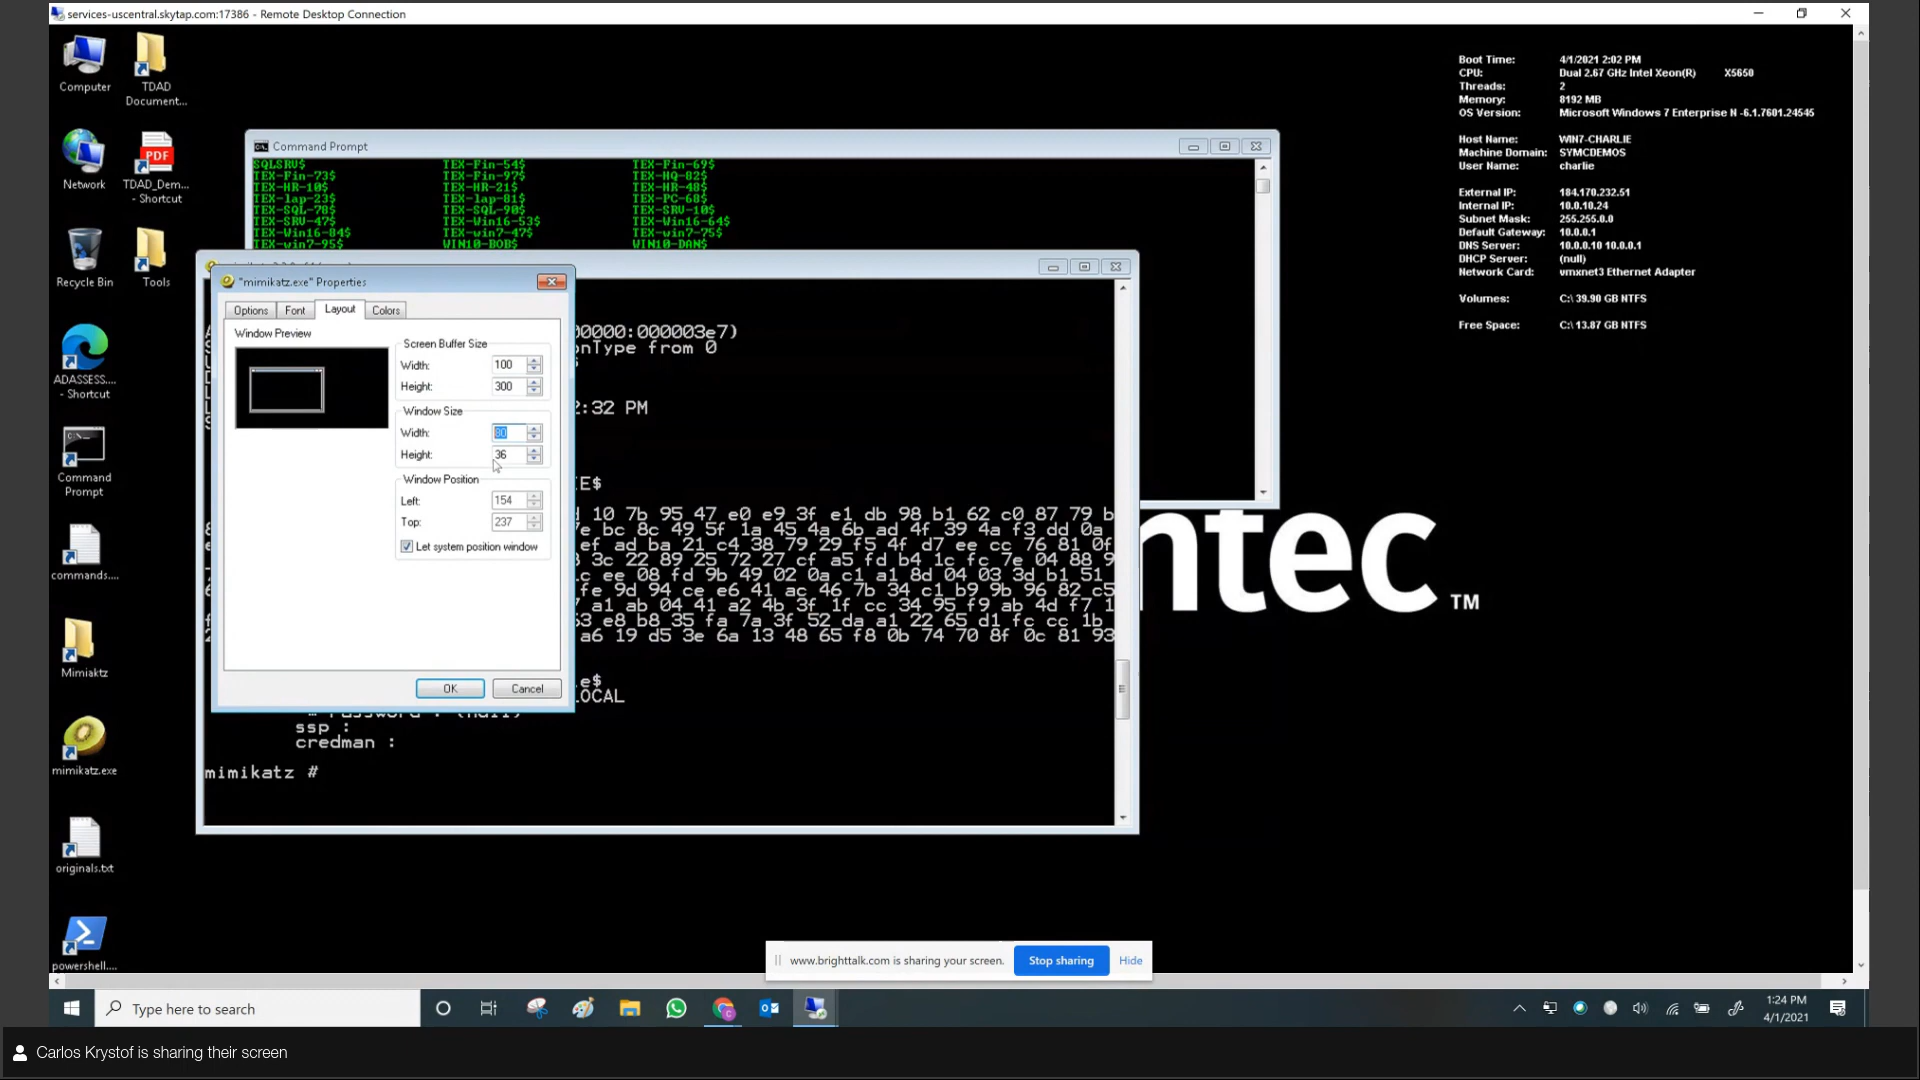 services-uscentral.skytap.com:17386 - Remote Desktop Connection
Computer
TDAD
Document...
Network
TDAD_Dem...
- Shortcut
PDF
Recycle Bin
Tools
ADASSESS....
- Shortcut
Command
Prompt
commands....
Mimiaktz
mimikatz.exe
originals.txt
powershell....
Boot Time: 4/1/2021 2:02 PM
CPU: Dual 2.67 GHz Intel Xeon(R) X5650
Threads: 2
Memory: 8192 MB
OS Version: Microsoft Windows 7 Enterprise N -6.1.7601.24545
Host Name: WIN7-CHARLIE
Machine Domain: SYMCDEMOS
User Name: charlie
External IP: 184.170.232.51
Internal IP: 10.0.10.24
Subnet Mask: 255.255.0.0
Default Gateway: 10.0.0.1
DNS Server: 10.0.0.10 10.0.0.1
DHCP Server: (null)
Network Card: vmxnet3 Ethernet Adapter
Volumes: C:\ 39.90 GB NTFS
Free Space: C:\ 13.87 GB NTFS
Command Prompt
SQLSRV$ TEX-Fin-54$ TEX-Fin-69$
TEX-Fin-73$ TEX-Fin-97$ TEX-HQ-82$
TEX-HR-10$ TEX-HR-21$ TEX-HR-48$
TEX-lap-23$ TEX-lap-81$ TEX-PC-68$
TEX-SQL-78$ TEX-SQL-90$ TEX-SRV-10$
TEX-SRV-47$ TEX-Win16-53$ TEX-Win16-64$
TEX-Win16-84$ TEX-win7-47$ TEX-win7-75$
TEX-win7-95$ WIN10-BOB$ WIN10-DAN$
"mimikatz.exe" Properties
Options Font Layout Colors
Window Preview
Screen Buffer Size
Width: 100
Height: 300
Window Size
Width: 80
Height: 36
Window Position
Left: 154
Top: 237
Let system position window
OK Cancel
00000:000003e7)
onType from 0
2:32 PM
E$
10 7b 95 47 e0 e9 3f e1 db 98 b1 62 c0 87 79 b
7e bc 8c 49 5f 1a 45 4a 6b ad 4f 39 4a f3 dd 0a
ef ad ba 21 c4 38 79 29 f5 4f d7 ee cc 76 81 0f
3c 22 89 25 72 27 cf a5 fd b4 1c fc 7e 04 88 9
c ee 08 fd 9b 49 02 0a c1 a1 8d 04 03 3d b1 51
fe 9d 94 ce e6 41 ac 46 7b 34 c1 b9 9b 96 82 c5
7 a1 ab 04 41 a2 4b 3f 1f cc 34 95 f9 ab 4d f7 1
63 e8 b8 35 fa 7a 3f 52 da a1 22 65 d1 fc cc 1b
a6 19 d5 3e 6a 13 48 65 f8 0b 74 70 8f 0c 81 93
e$
OCAL
* Password : (null)
ssp :
credman :
mimikatz #
ntec TM
www.brighttalk.com is sharing your screen. Stop sharing Hide
Type here to search
1:24 PM
4/1/2021
Carlos Krystof is sharing their screen